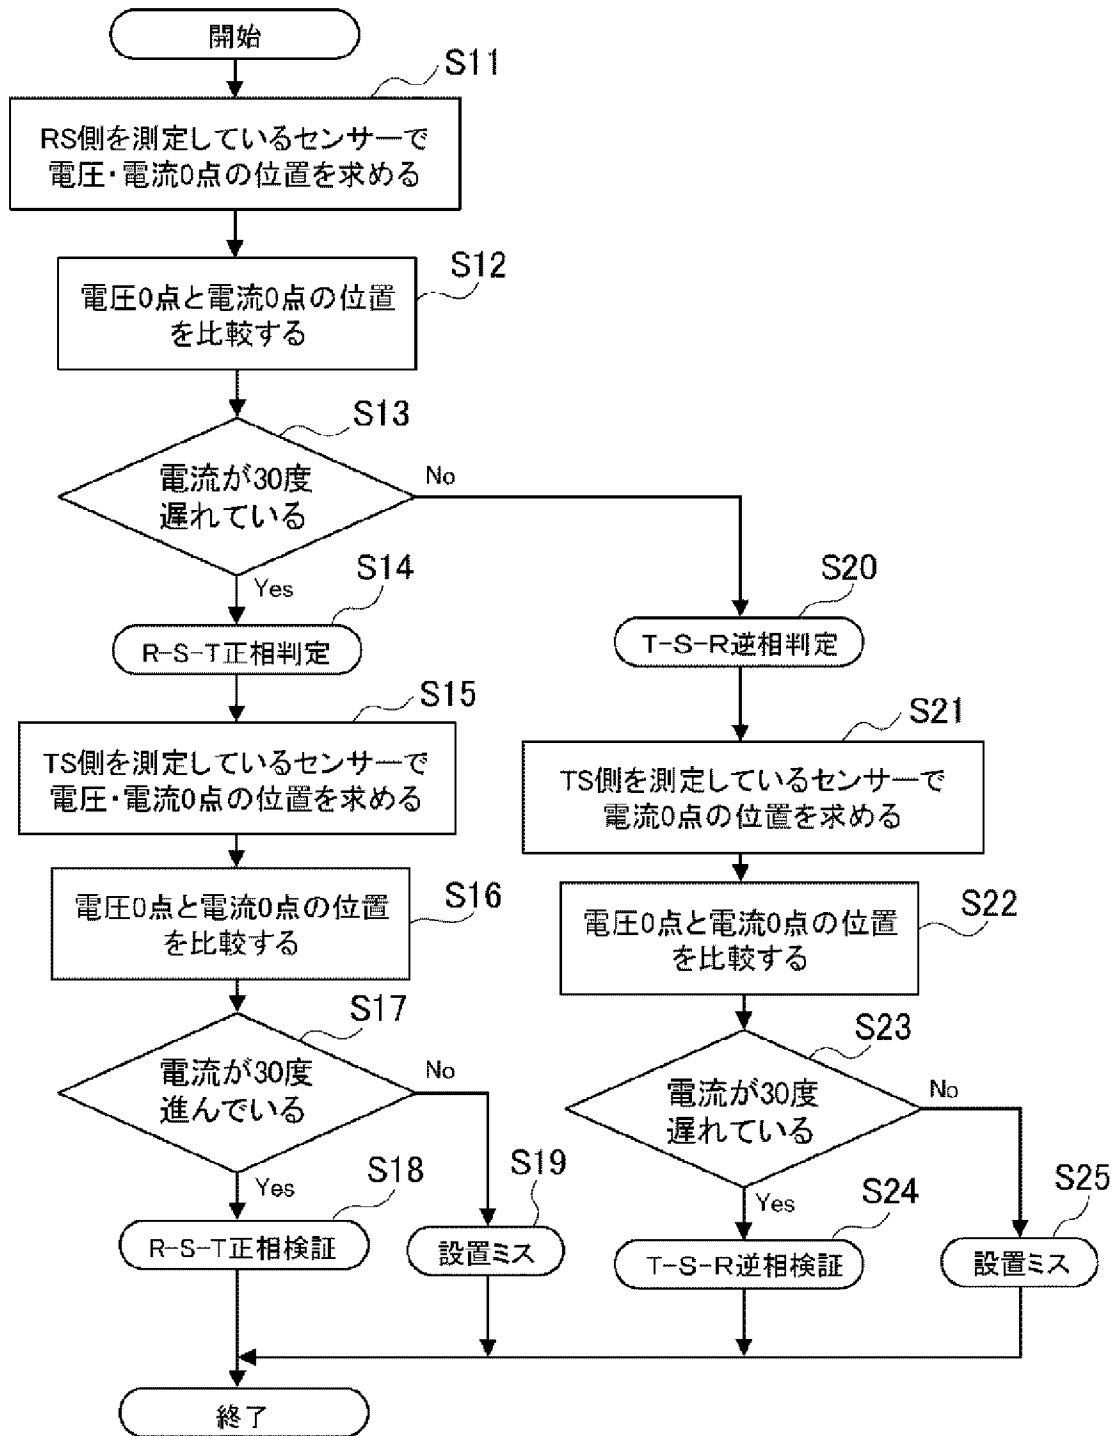 開始
S11
RS側を測定しているセンサーで
電圧・電流0点の位置を求める
S12
電圧0点と電流0点の位置
を比較する
S13
電流が30度
遅れている
No
Yes
S14
R-S-T正相判定
S15
TS側を測定しているセンサーで
電圧・電流0点の位置を求める
S16
電圧0点と電流0点の位置
を比較する
S17
電流が30度
進んでいる
No
Yes
S18
R-S-T正相検証
S19
設置ミス
S20
T-S-R逆相判定
S21
TS側を測定しているセンサーで
電流0点の位置を求める
S22
電圧0点と電流0点の位置
を比較する
S23
電流が30度
遅れている
No
Yes
S24
T-S-R逆相検証
S25
設置ミス
終了